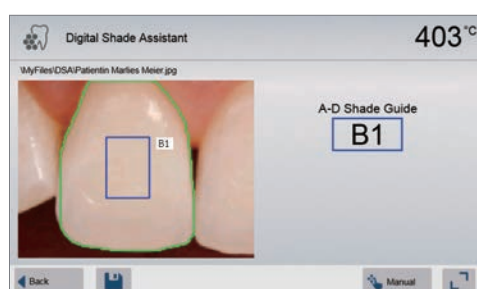 Digital Shade Assistant
403°C
\MyFiles\DSA\Patientin Marlies Meier.jpg
B1
A-D Shade Guide
B1
Back
Manual